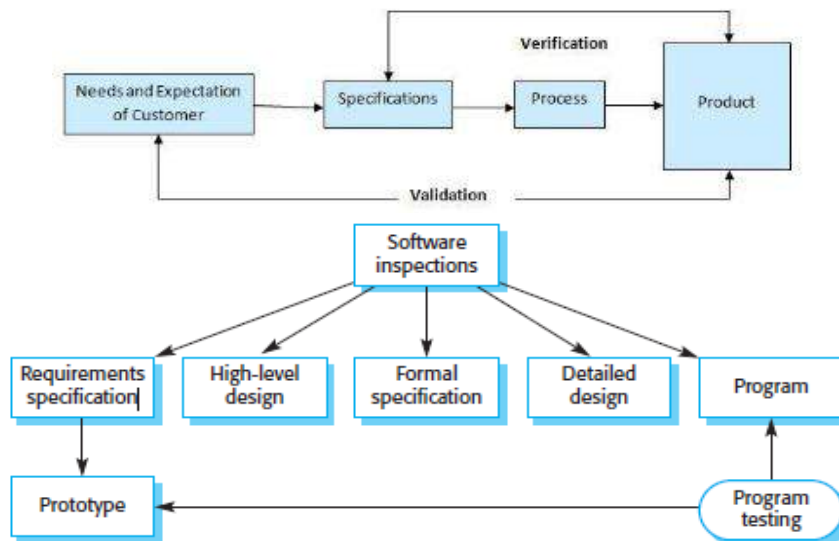 Verification
Needs and Expectation
of Customer
Specifications
Process
Product
Validation
Software
inspections
Requirements
specification
High-level
design
Formal
specification
Detailed
design
Program
Prototype
Program
testing